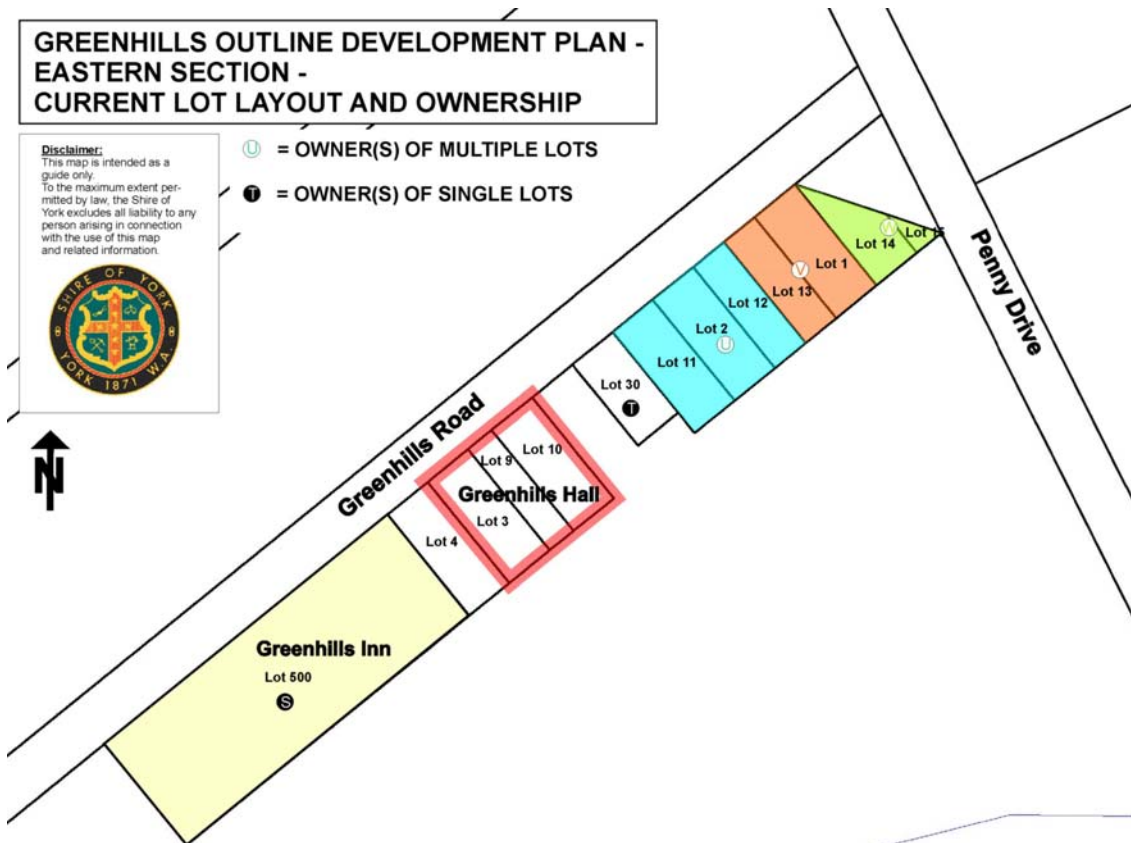 GREENHILLS OUTLINE DEVELOPMENT PLAN -
EASTERN SECTION -
CURRENT LOT LAYOUT AND OWNERSHIP
Disclaimer:
This map is intended as a
guide only.
To the maximum extent per-
mitted by law, the Shire of
York excludes all liability to any
person arising in connection
with the use of this map
and related information.
SHIRE OF YORK
YORK 1871 W.A.
N
U = OWNER(S) OF MULTIPLE LOTS
T = OWNER(S) OF SINGLE LOTS
Penny Drive
Greenhills Road
W
Lot 15
Lot 14
Lot 1
V
Lot 13
Lot 12
Lot 2
U
Lot 11
Lot 30
T
Lot 10
Lot 9
Greenhills Hall
Lot 3
Lot 4
Greenhills Inn
Lot 500
S